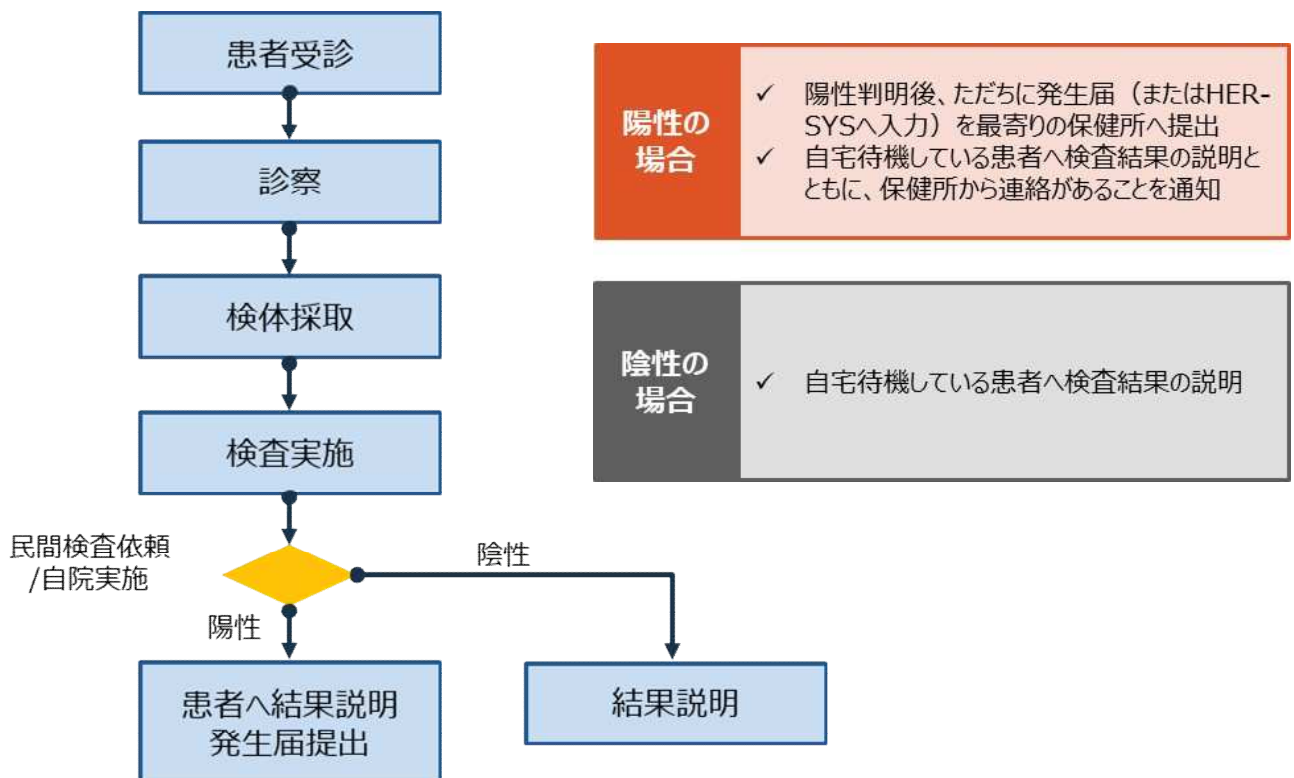 患者受診
診察
検体採取
検査実施
民間検査依頼
/自院実施
陰性
陽性
患者へ結果説明
発生届提出
結果説明
陽性の
場合
✓ 陽性判明後、ただちに発生届（またはHER-
SYSへ入力）を最寄りの保健所へ提出
✓ 自宅待機している患者へ検査結果の説明と
ともに、保健所から連絡があることを通知
陰性の
場合
✓ 自宅待機している患者へ検査結果の説明